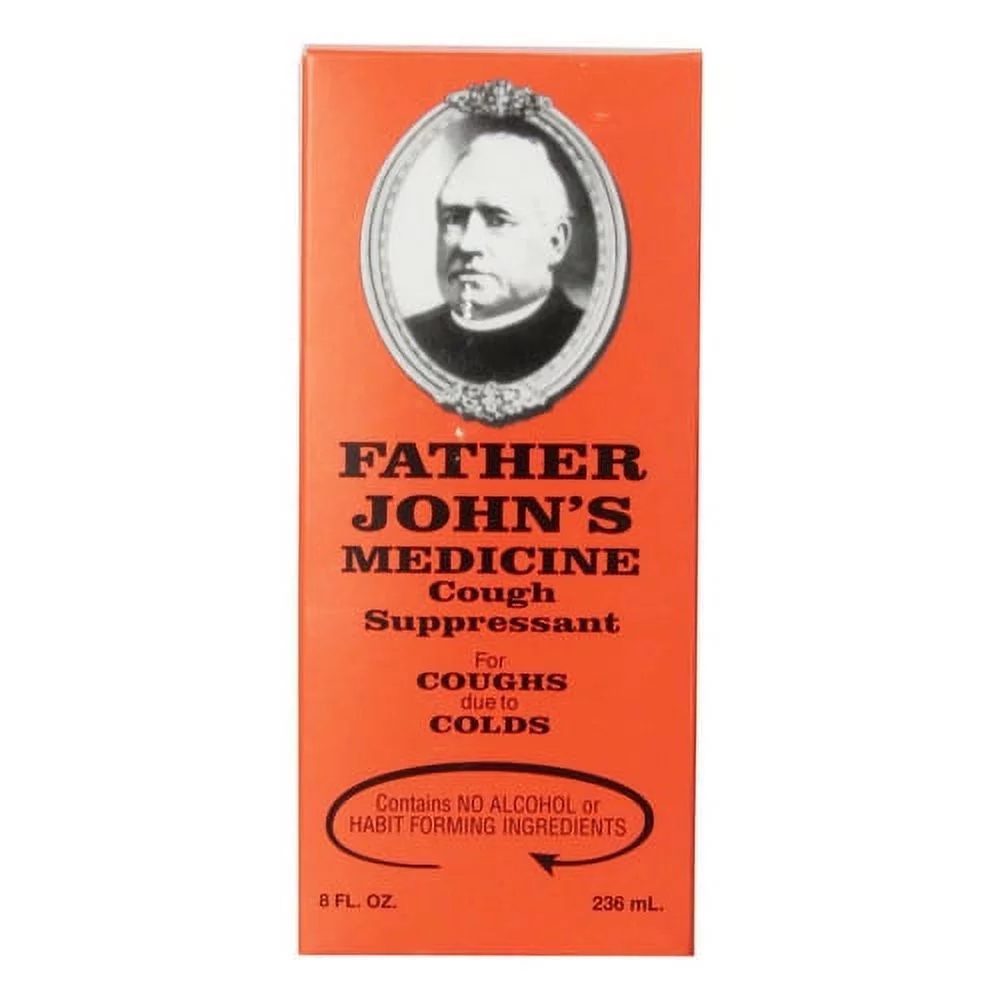 FATHER
JOHN'S
MEDICINE
Cough
Suppressant
For
COUGHS
due to
COLDS
Contains NO ALCOHOL or
HABIT FORMING INGREDIENTS
8 FL. OZ. 236 mL.